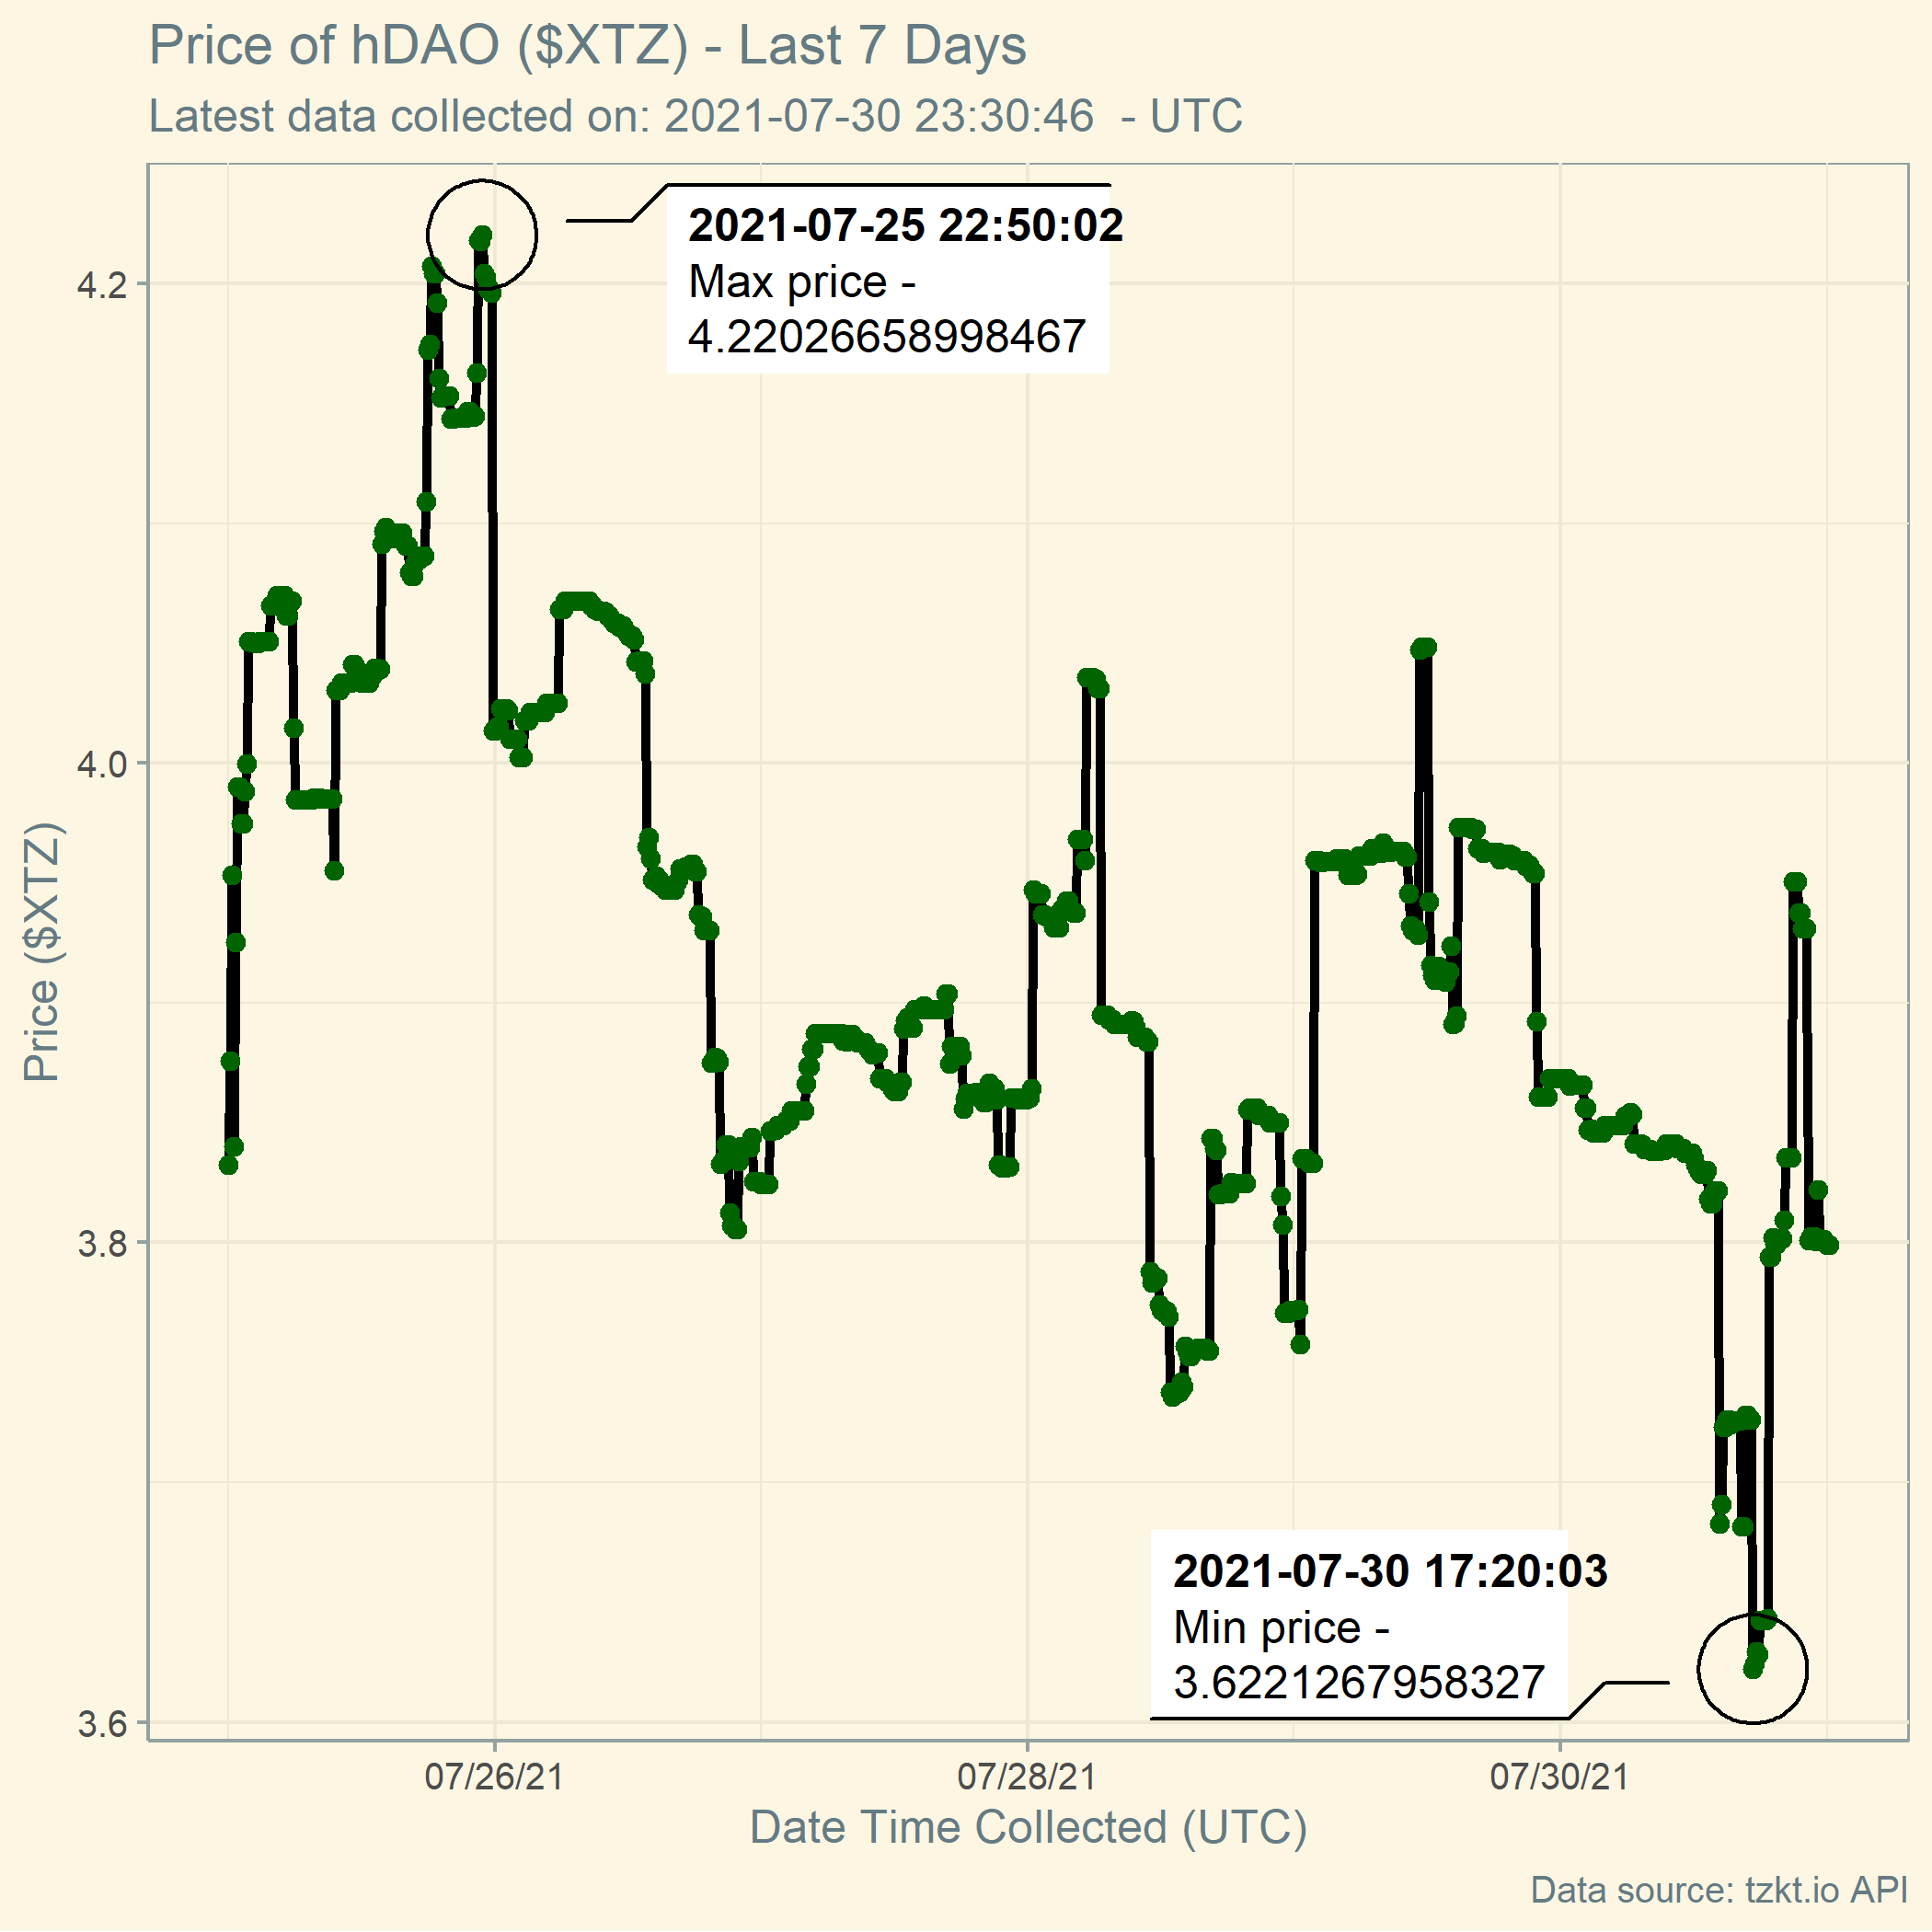 Price of hDAO ($XTZ) - Last 7 Days
Latest data collected on: 2021-07-30 23:30:46  - UTC
2021-07-25 22:50:02
Max price -
4.22026658998467
4.2
4.0
3.8
3.6
Price ($XTZ)
2021-07-30 17:20:03
Min price -
3.6221267958327
07/26/21
07/28/21
07/30/21
Date Time Collected (UTC)
Data source: tzkt.io API